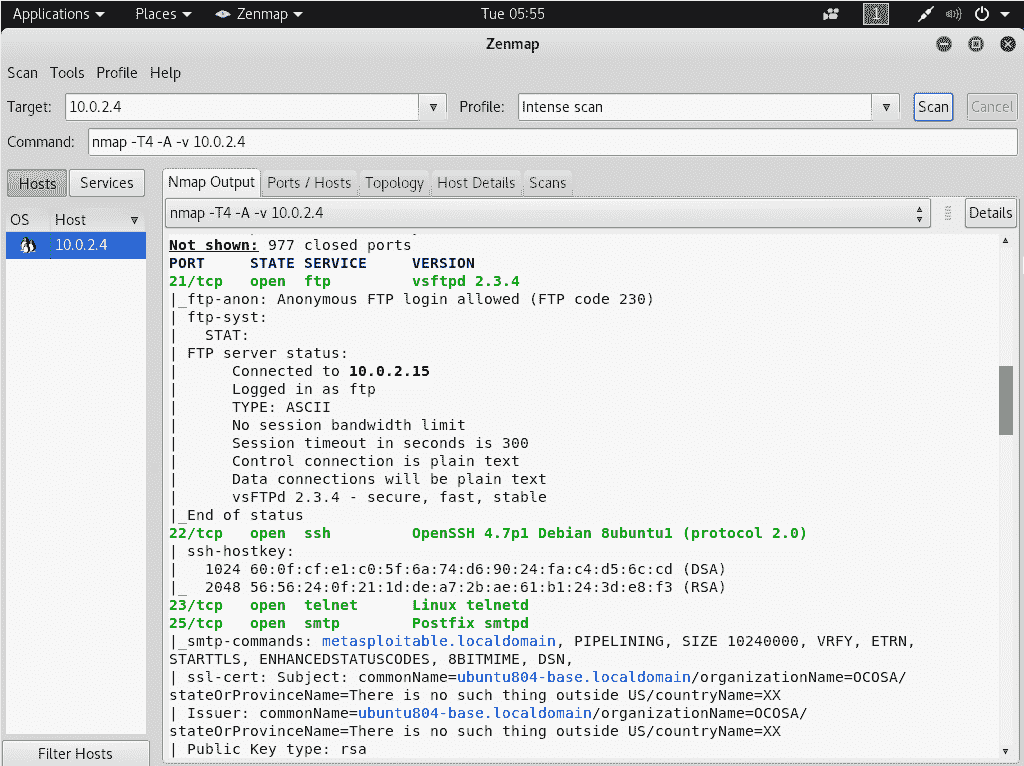 Applications Places Zenmap Tue 05:55 1
Zenmap
Scan Tools Profile Help
Target: 10.0.2.4 Profile: Intense scan Scan Cancel
Command: nmap -T4 -A -v 10.0.2.4
Hosts Services Nmap Output Ports / Hosts Topology Host Details Scans
OS Host nmap -T4 -A -v 10.0.2.4 Details
10.0.2.4
Not shown: 977 closed ports
PORT STATE SERVICE VERSION
21/tcp open ftp vsftpd 2.3.4
|_ftp-anon: Anonymous FTP login allowed (FTP code 230)
| ftp-syst:
| STAT:
| FTP server status:
| Connected to 10.0.2.15
| Logged in as ftp
| TYPE: ASCII
| No session bandwidth limit
| Session timeout in seconds is 300
| Control connection is plain text
| Data connections will be plain text
| vsFTPd 2.3.4 - secure, fast, stable
|_End of status
22/tcp open ssh OpenSSH 4.7p1 Debian 8ubuntu1 (protocol 2.0)
| ssh-hostkey:
| 1024 60:0f:cf:e1:c0:5f:6a:74:d6:90:24:fa:c4:d5:6c:cd (DSA)
|_ 2048 56:56:24:0f:21:1d:de:a7:2b:ae:61:b1:24:3d:e8:f3 (RSA)
23/tcp open telnet Linux telnetd
25/tcp open smtp Postfix smtpd
|_smtp-commands: metasploitable.localdomain, PIPELINING, SIZE 10240000, VRFY, ETRN,
STARTTLS, ENHANCEDSTATUSCODES, 8BITMIME, DSN,
| ssl-cert: Subject: commonName=ubuntu804-base.localdomain/organizationName=OCOSA/
stateOrProvinceName=There is no such thing outside US/countryName=XX
| Issuer: commonName=ubuntu804-base.localdomain/organizationName=OCOSA/
stateOrProvinceName=There is no such thing outside US/countryName=XX
| Public Key type: rsa
Filter Hosts